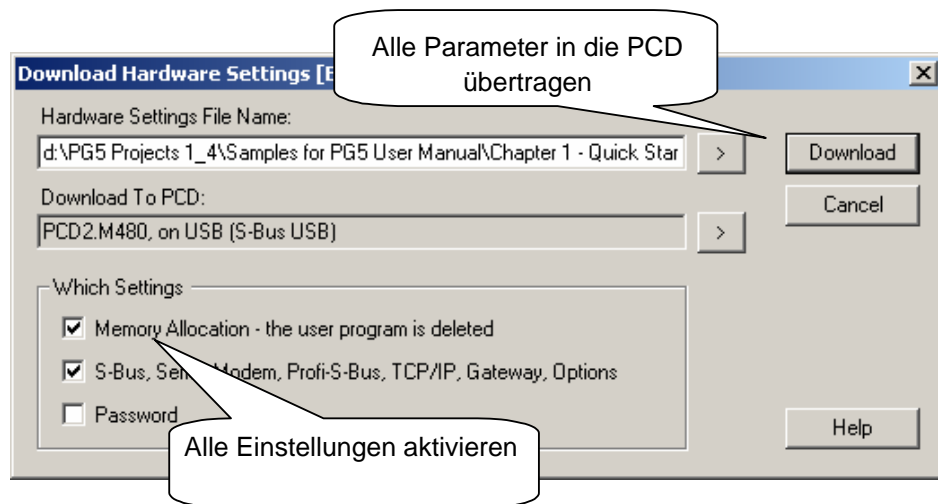 Alle Parameter in die PCD
übertragen
Download Hardware Settings [
Hardware Settings File Name:
d:\PG5 Projects 1_4\Samples for PG5 User Manual\Chapter 1 - Quick Star
>
Download
Download To PCD:
Cancel
PCD2.M480, on USB (S-Bus USB)
>
Which Settings
Memory Allocation - the user program is deleted
S-Bus, Modem, Profi-S-Bus, TCP/IP, Gateway, Options
Password
Alle Einstellungen aktivieren
Help